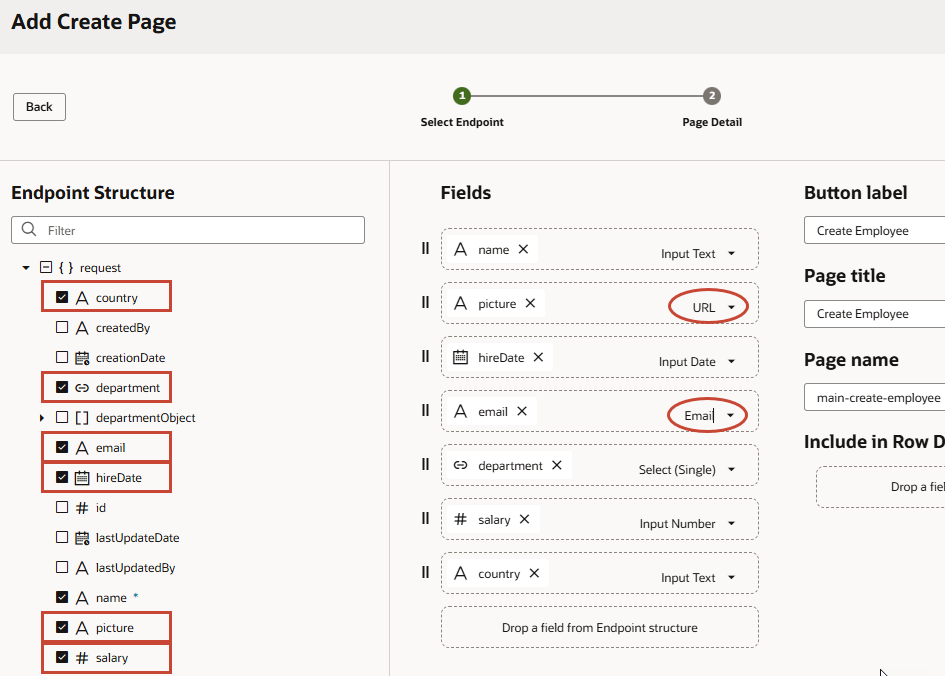 Add Create Page
Back
1
2
Select Endpoint
Page Detail
Endpoint Structure
Filter
{ } request
A country
A createdBy
creationDate
department
[ ] departmentObject
A email
hireDate
# id
lastUpdateDate
A lastUpdatedBy
A name *
A picture
# salary
Fields
A name Input Text
A picture URL
hireDate Input Date
A email Email
department Select (Single)
# salary Input Number
A country Input Text
Drop a field from Endpoint structure
Button label
Create Employee
Page title
Create Employee
Page name
main-create-employee
Include in Row D
Drop a fiel